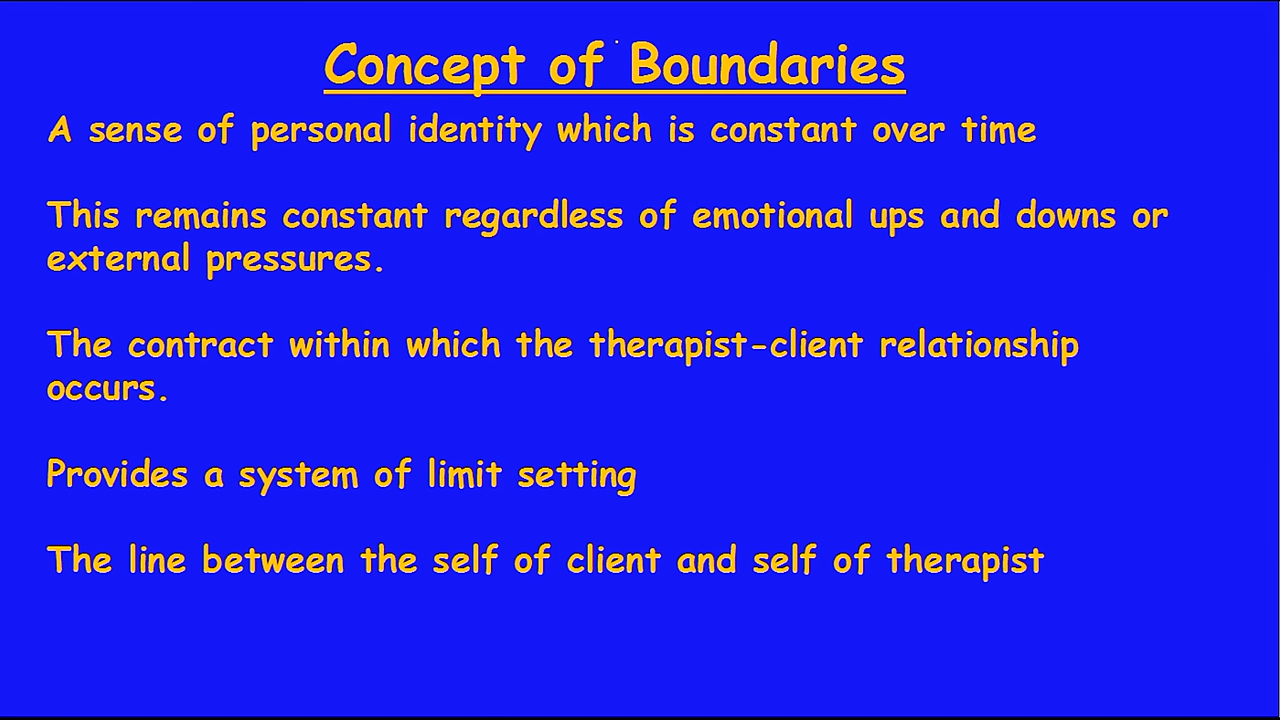 Concept of Boundaries
A sense of personal identity which is constant over time
This remains constant regardless of emotional ups and downs or
external pressures.
The contract within which the therapist-client relationship
occurs.
Provides a system of limit setting
The line between the self of client and self of therapist